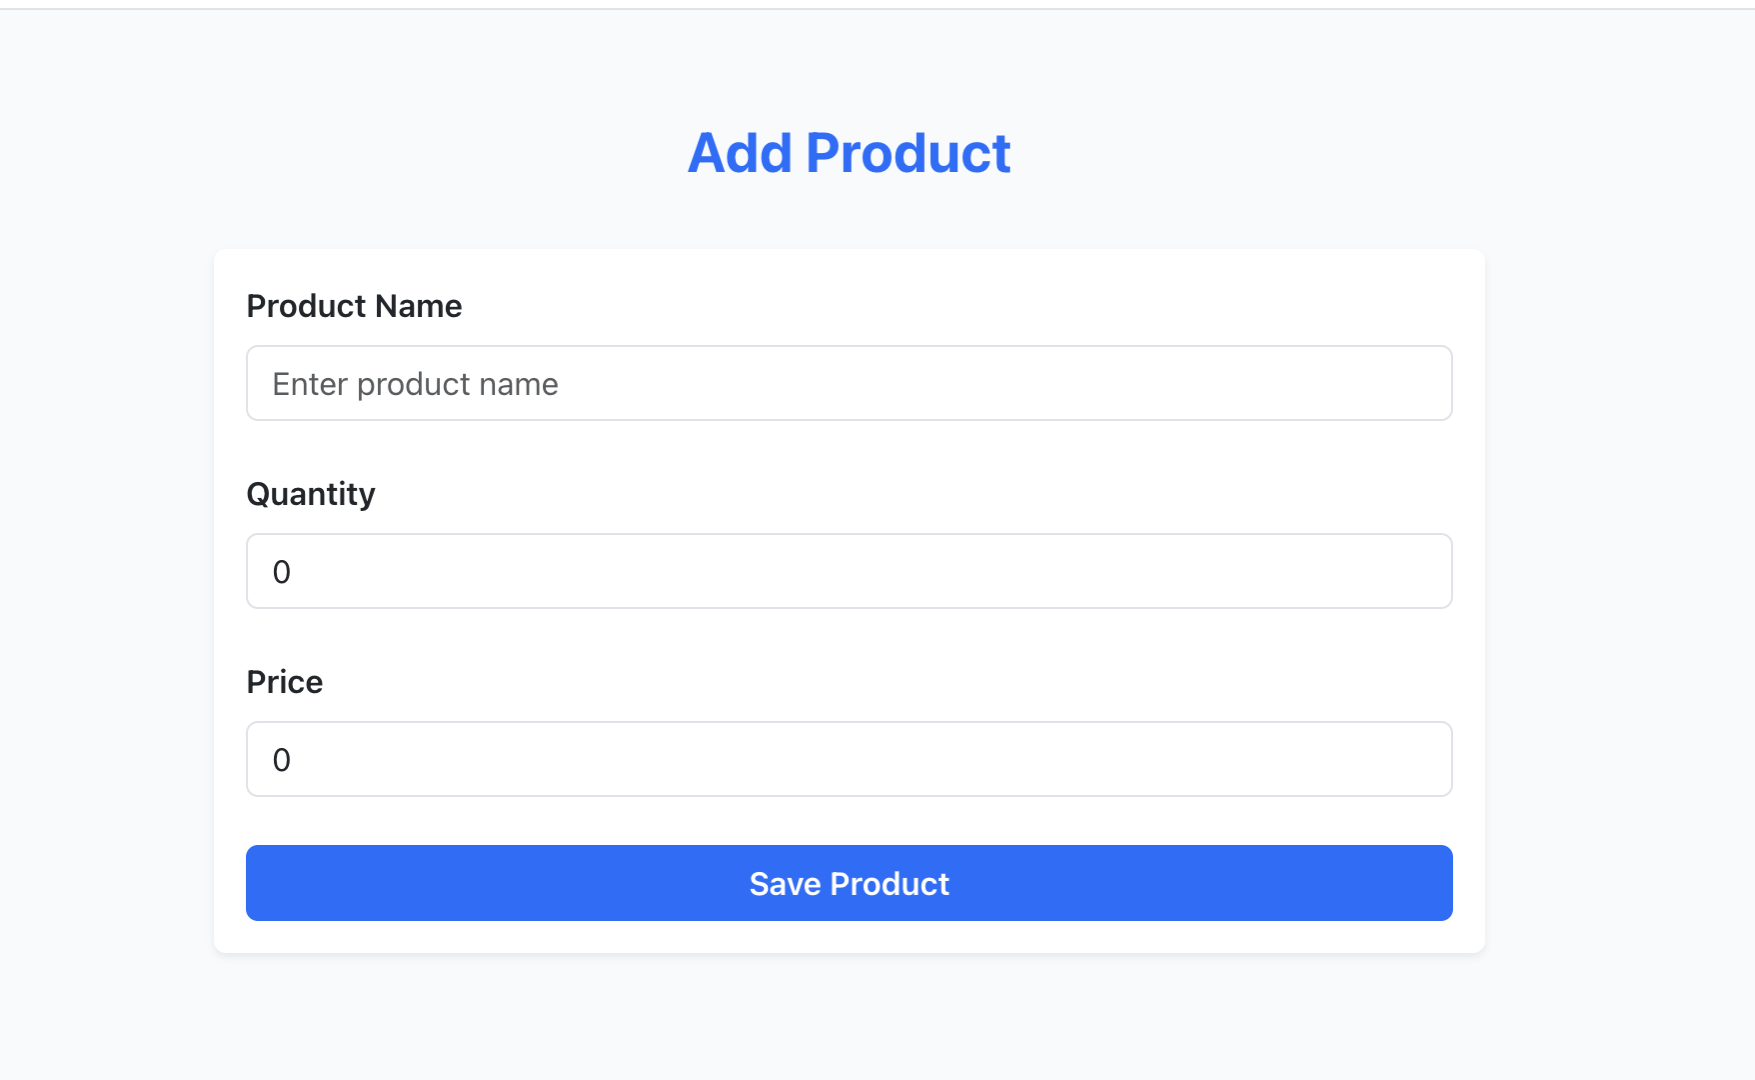 Add Product
Product Name
Enter product name
Quantity
0
Price
0
Save Product